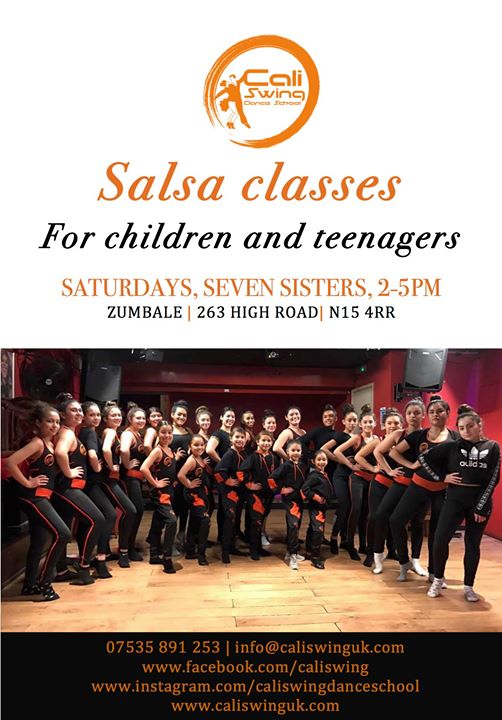 Cali
Swing
Dance School
Salsa classes
For children and teenagers
SATURDAYS, SEVEN SISTERS, 2-5PM
ZUMBALE | 263 HIGH ROAD| N15 4RR
adidas
07535 891 253 | info@caliswinguk.com
www.facebook.com/caliswing
www.instagram.com/caliswingdanceschool
www.caliswinguk.com